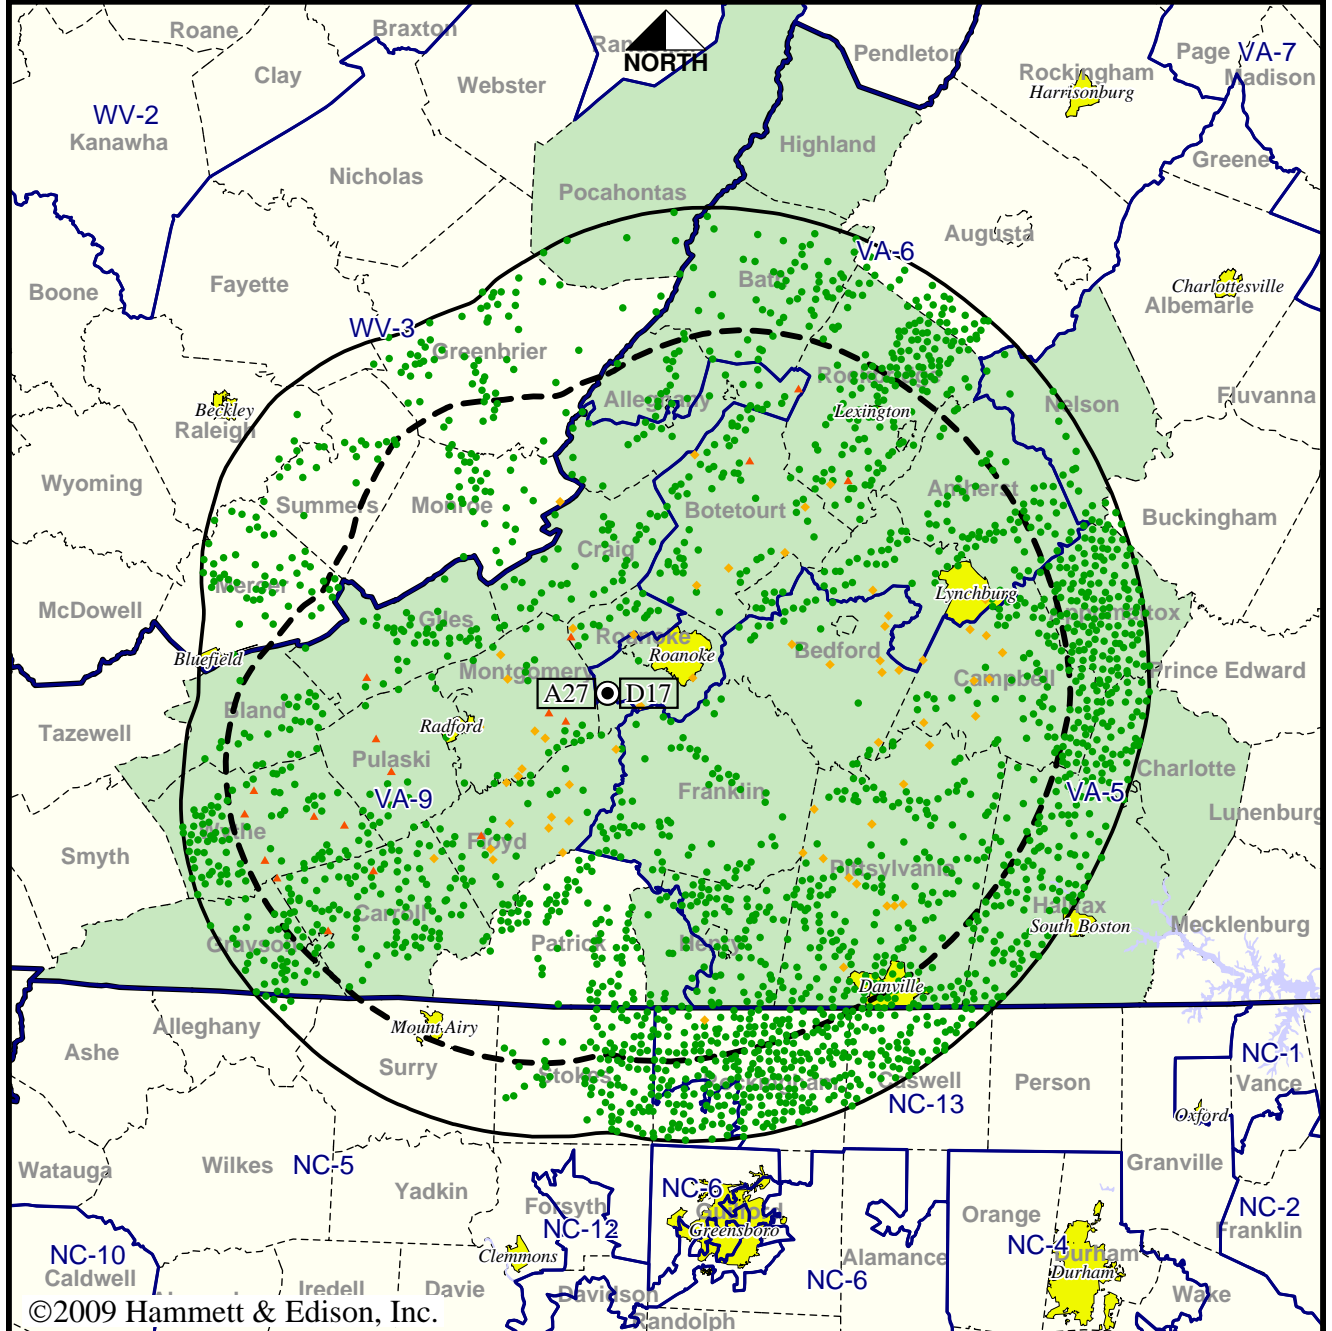 Roane
Braxton
Clay
Webster
NORTH
Pendleton
Page
VA-7
Madison
Rockingham
Harrisonburg
WV-2
Kanawha
Nicholas
Highland
Greene
Pocahontas
Augusta
VA-6
Boone
Fayette
Bath
Charlottesville
Albemarle
WV-3
Greenbrier
Beckley
Raleigh
Alleghany
Rockbridge
Lexington
Nelson
Fluvanna
Wyoming
Summers
Monroe
Botetourt
Amherst
Buckingham
Craig
McDowell
Mercer
Giles
Lynchburg
Appomattox
Bluefield
Roanoke
Roanoke
Bedford
Montgomery
Campbell
Prince Edward
A27
D17
Tazewell
Bland
Radford
Pulaski
Charlotte
VA-9
Franklin
VA-5
Lunenburg
Smyth
Wythe
Floyd
Pittsylvania
Carroll
Halifax
Grayson
Patrick
Henry
South Boston
Mecklenburg
Danville
Ashe
Alleghany
Mount Airy
Surry
Stokes
Rockingham
Caswell
NC-13
Person
NC-1
Vance
Oxford
Watauga
Wilkes
NC-5
Yadkin
Forsyth
NC-12
NC-6
Guilford
Greensboro
Granville
NC-2
Franklin
Orange
NC-4
Durham
Durham
NC-10
Caldwell
Clemmons
Alamance
NC-6
Iredell
Davie
Davidson
Randolph
Wake
©2009 Hammett & Edison, Inc.